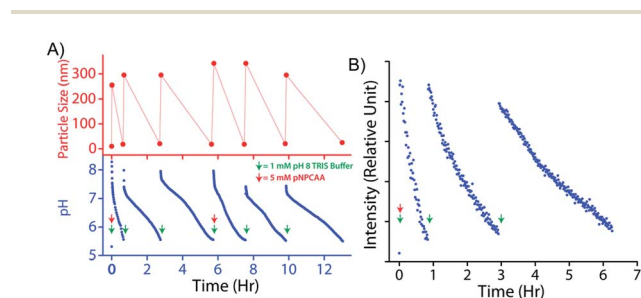 A)
Particle Size (nm)
300
200
100
0
pH
8
7
6
5
↓= 1 mM pH 8 TRIS Buffer
↓= 5 mM pNPCAA
0 2 4 6 8 10 12
Time (Hr)
B)
Intensity (Relative Unit)
0 1 2 3 4 5 6 7
Time (Hr)